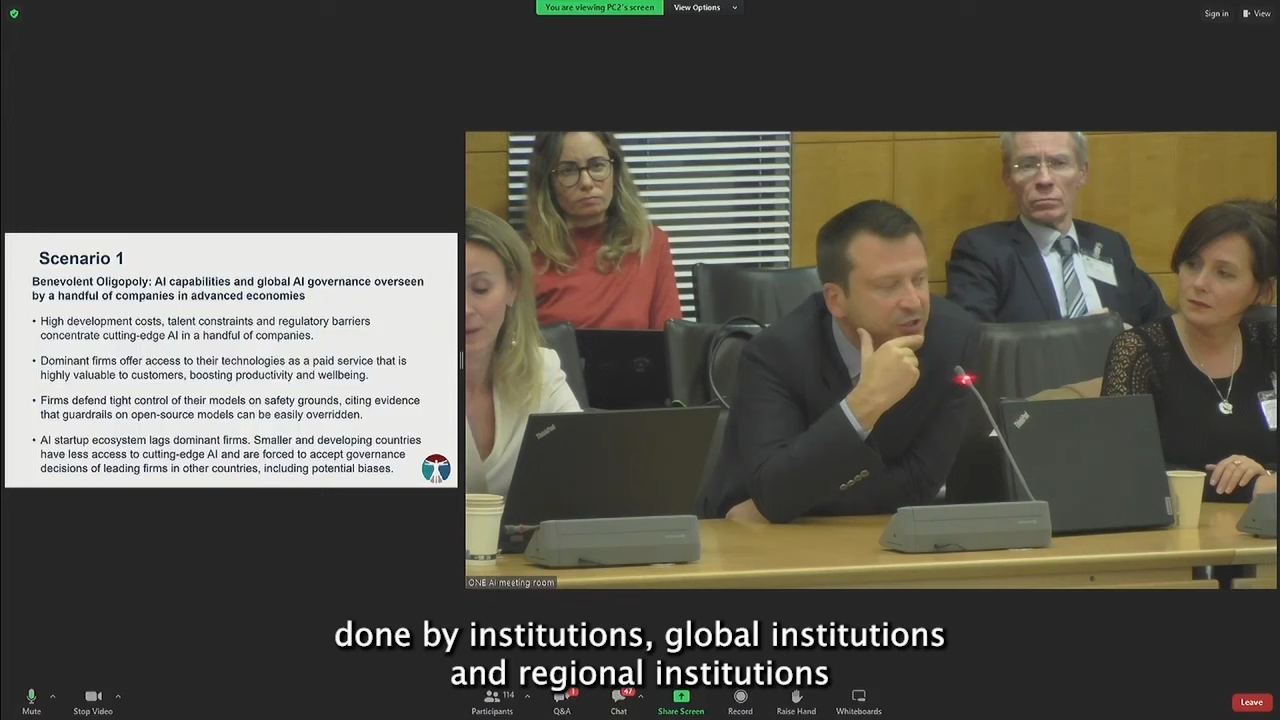 You are viewing PC2's screen
View Options
Sign in
View
Scenario 1
Benevolent Oligopoly: AI capabilities and global AI governance overseen
by a handful of companies in advanced economies
• High development costs, talent constraints and regulatory barriers
concentrate cutting-edge AI in a handful of companies.
• Dominant firms offer access to their technologies as a paid service that is
highly valuable to customers, boosting productivity and wellbeing.
• Firms defend tight control of their models on safety grounds, citing evidence
that guardrails on open-source models can be easily overridden.
• AI startup ecosystem lags dominant firms. Smaller and developing countries
have less access to cutting-edge AI and are forced to accept governance
decisions of leading firms in other countries, including potential biases.
ThinkPad
ThinkPad
ONE AI meeting room
done by institutions, global institutions
and regional institutions
Mute
Stop Video
114
Participants
1
Q&A
47
Chat
Share Screen
Record
Raise Hand
Whiteboards
Leave